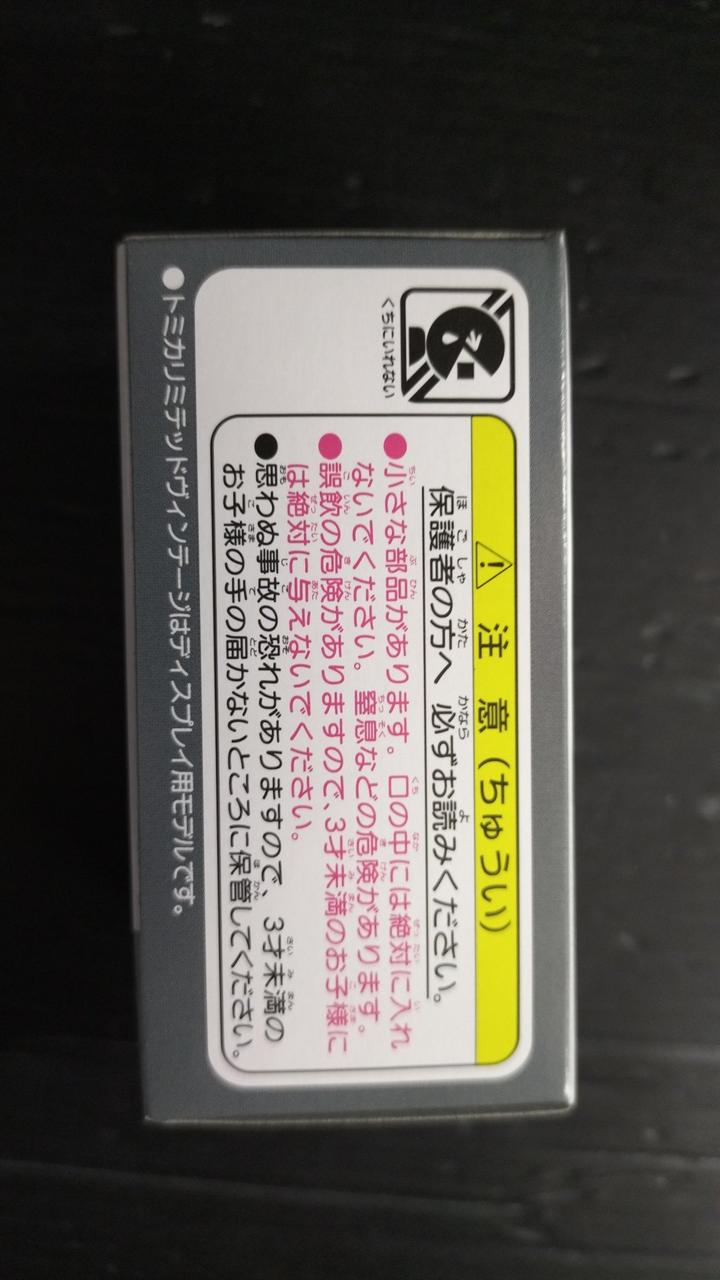 くちにいれない
注意(ちゅうい)
保護者の方へ 必ずお読みください。
●小さな部品があります。口の中には絶対に入れ
ないでください。窒息などの危険があります。
●誤飲の危険がありますので、3才未満のお子様に
は絶対に与えないでください。
●思わぬ事故の恐れがありますので、3才未満の
お子様の手の届かないところに保管してください。
●トミカリミテッドヴィンテージはディスプレイ用モデルです。